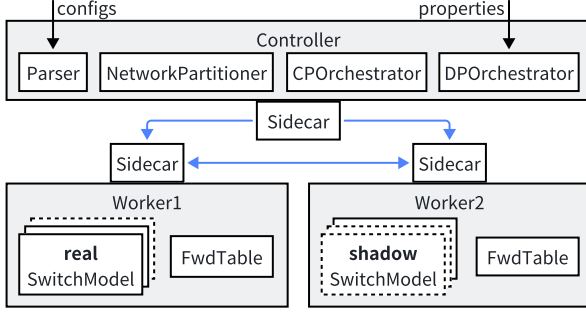 configs
properties
Controller
Parser
NetworkPartitioner
CPOrchestrator
DPOrchestrator
Sidecar
Sidecar
Sidecar
Worker1
Worker2
real
SwitchModel
FwdTable
shadow
SwitchModel
FwdTable